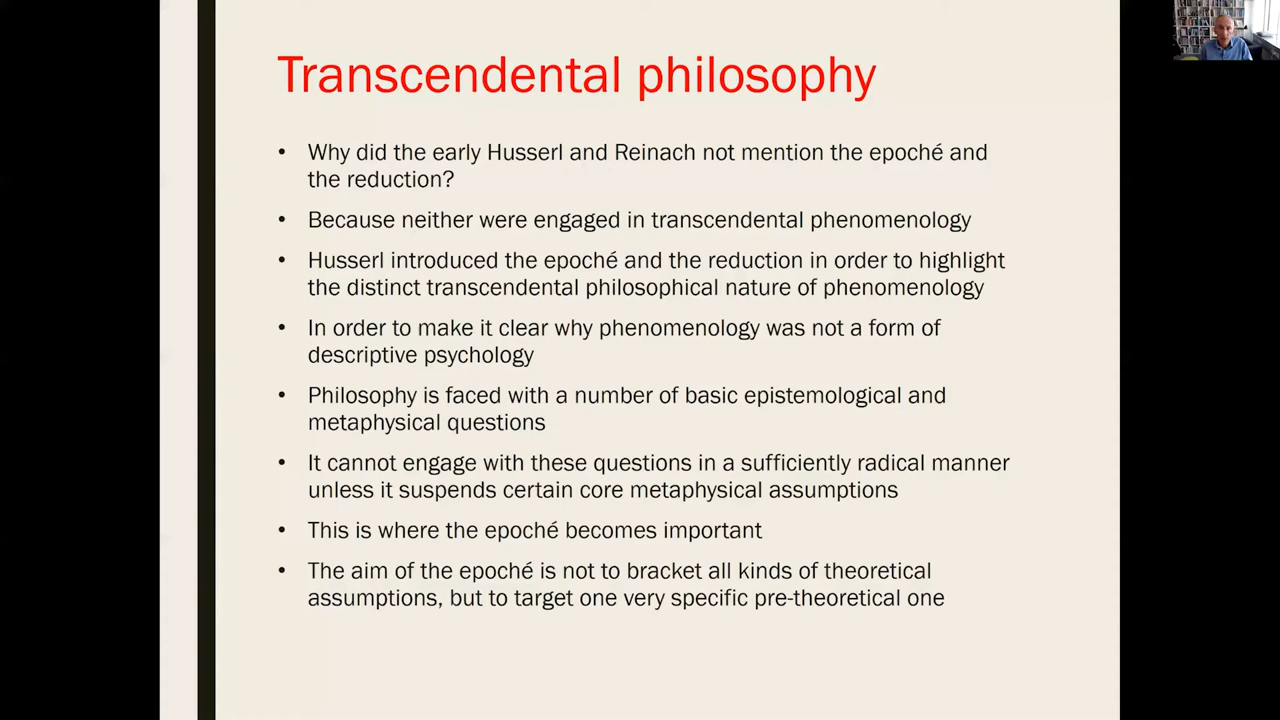 Transcendental philosophy
• Why did the early Husserl and Reinach not mention the epoché and
the reduction?
• Because neither were engaged in transcendental phenomenology
• Husserl introduced the epoché and the reduction in order to highlight
the distinct transcendental philosophical nature of phenomenology
• In order to make it clear why phenomenology was not a form of
descriptive psychology
• Philosophy is faced with a number of basic epistemological and
metaphysical questions
• It cannot engage with these questions in a sufficiently radical manner
unless it suspends certain core metaphysical assumptions
• This is where the epoché becomes important
• The aim of the epoché is not to bracket all kinds of theoretical
assumptions, but to target one very specific pre-theoretical one